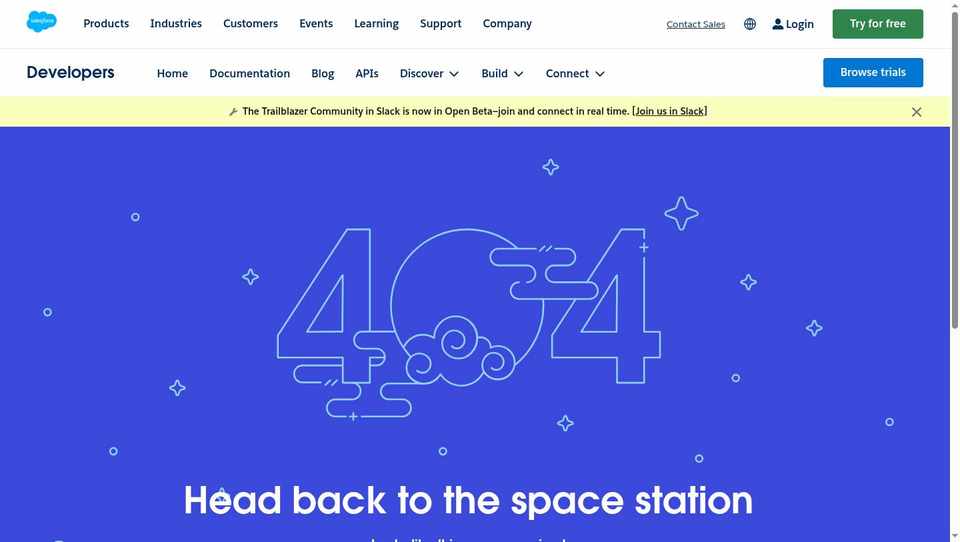 salesforce
Products Industries Customers Events Learning Support Company
Contact Sales
Login
Try for free
Developers
Home Documentation Blog APIs Discover Build Connect
Browse trials
The Trailblazer Community in Slack is now in Open Beta–join and connect in real time. [Join us in Slack]
404
Head back to the space station